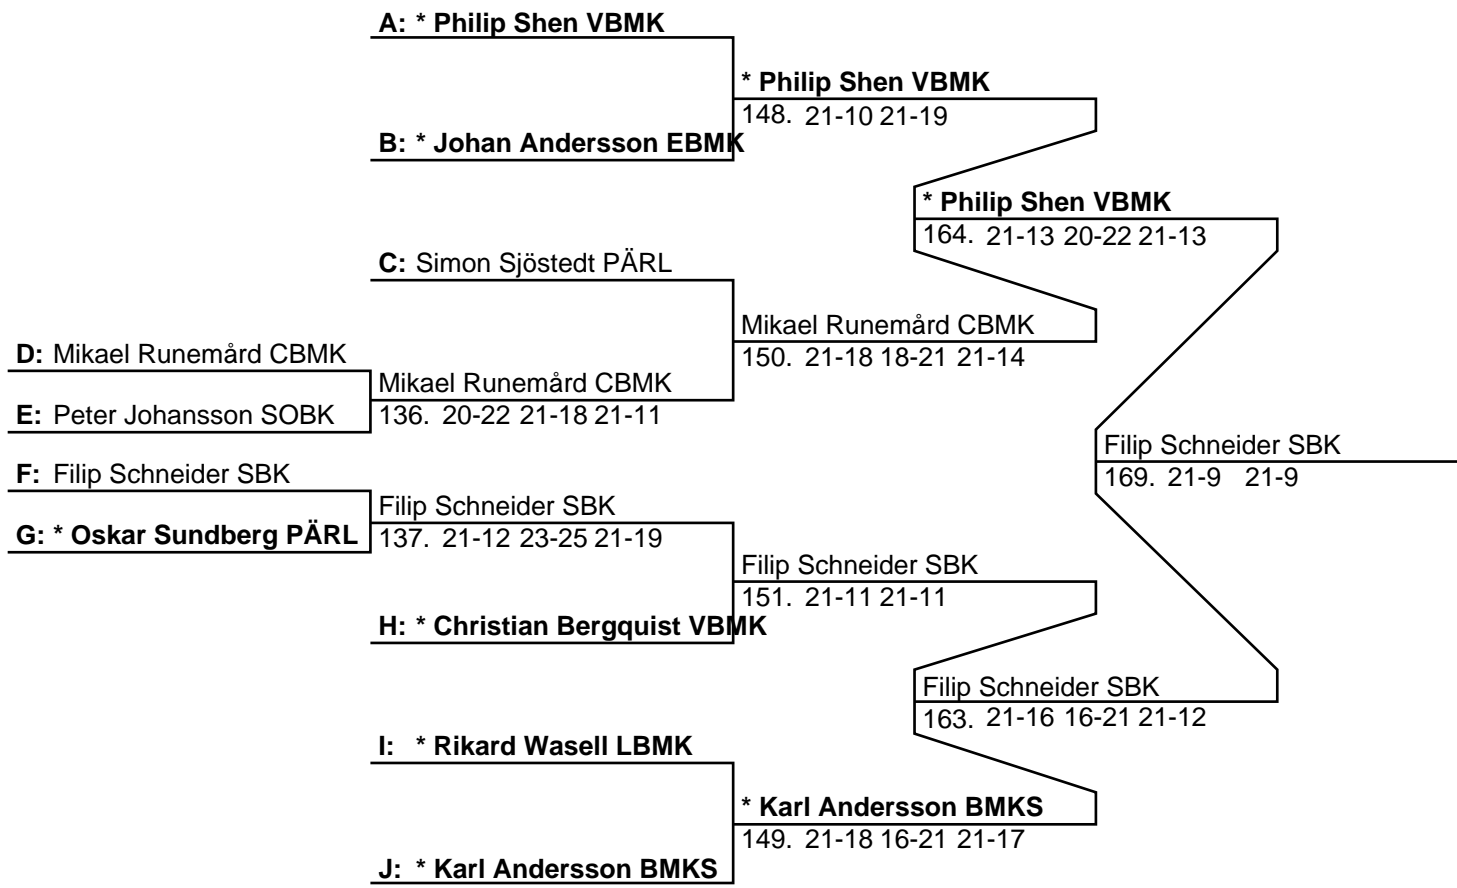 A: * Philip Shen VBMK
* Philip Shen VBMK
148. 21-10 21-19
B: * Johan Andersson EBMK
* Philip Shen VBMK
164. 21-13 20-22 21-13
C: Simon Sjöstedt PÄRL
Mikael Runemård CBMK
150. 21-18 18-21 21-14
D: Mikael Runemård CBMK
Mikael Runemård CBMK
136. 20-22 21-18 21-11
E: Peter Johansson SOBK
Filip Schneider SBK
169. 21-9 21-9
F: Filip Schneider SBK
Filip Schneider SBK
137. 21-12 23-25 21-19
G: * Oskar Sundberg PÄRL
Filip Schneider SBK
151. 21-11 21-11
H: * Christian Bergquist VBMK
Filip Schneider SBK
163. 21-16 16-21 21-12
I: * Rikard Wasell LBMK
* Karl Andersson BMKS
149. 21-18 16-21 21-17
J: * Karl Andersson BMKS